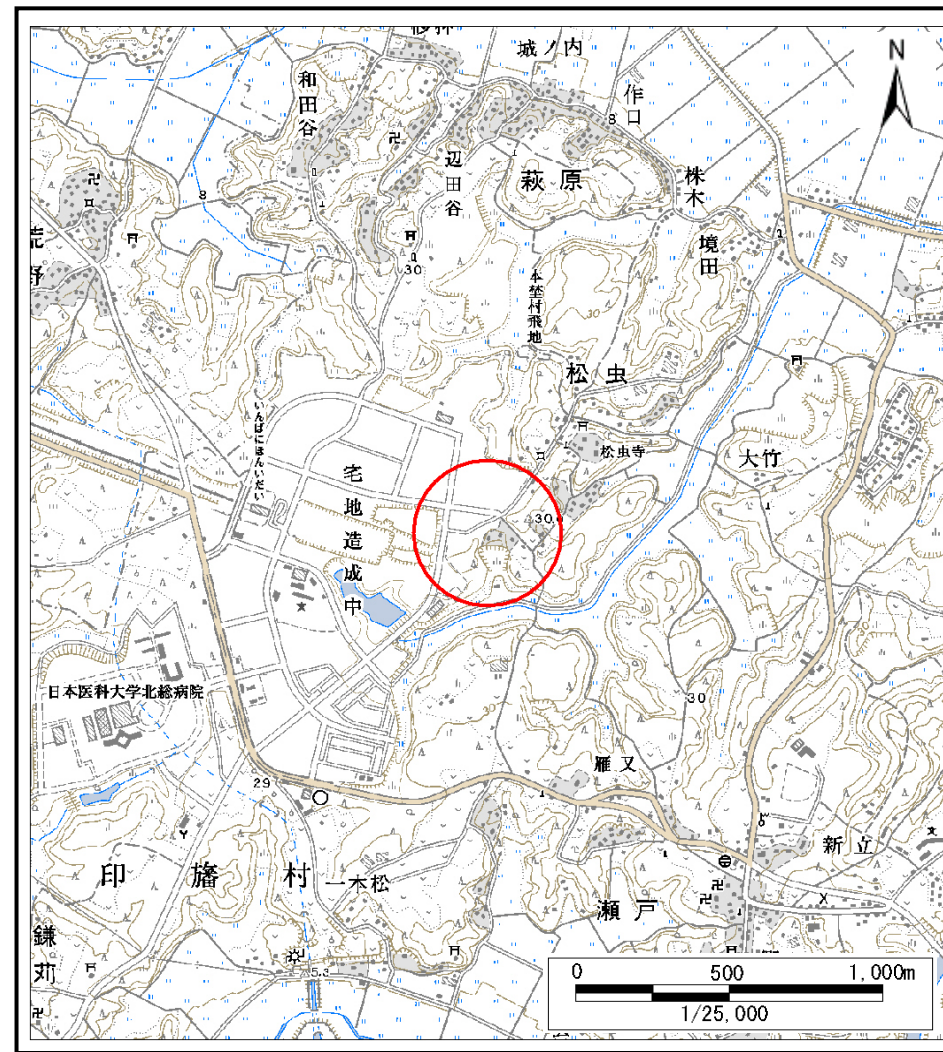 城ノ内
N
和田谷
作口
8
辺田谷
萩原
株木
8
荒野
境田
30
本埜村飛地
30
松虫
いんばにほんいだい
松虫寺
大竹
宅地造成中
30.
日本医科大学北総病院
30
雁又
29
新立
印旛村
一本松
瀬戸
鎌苅
5.3
0 500 1,000m
1/25,000